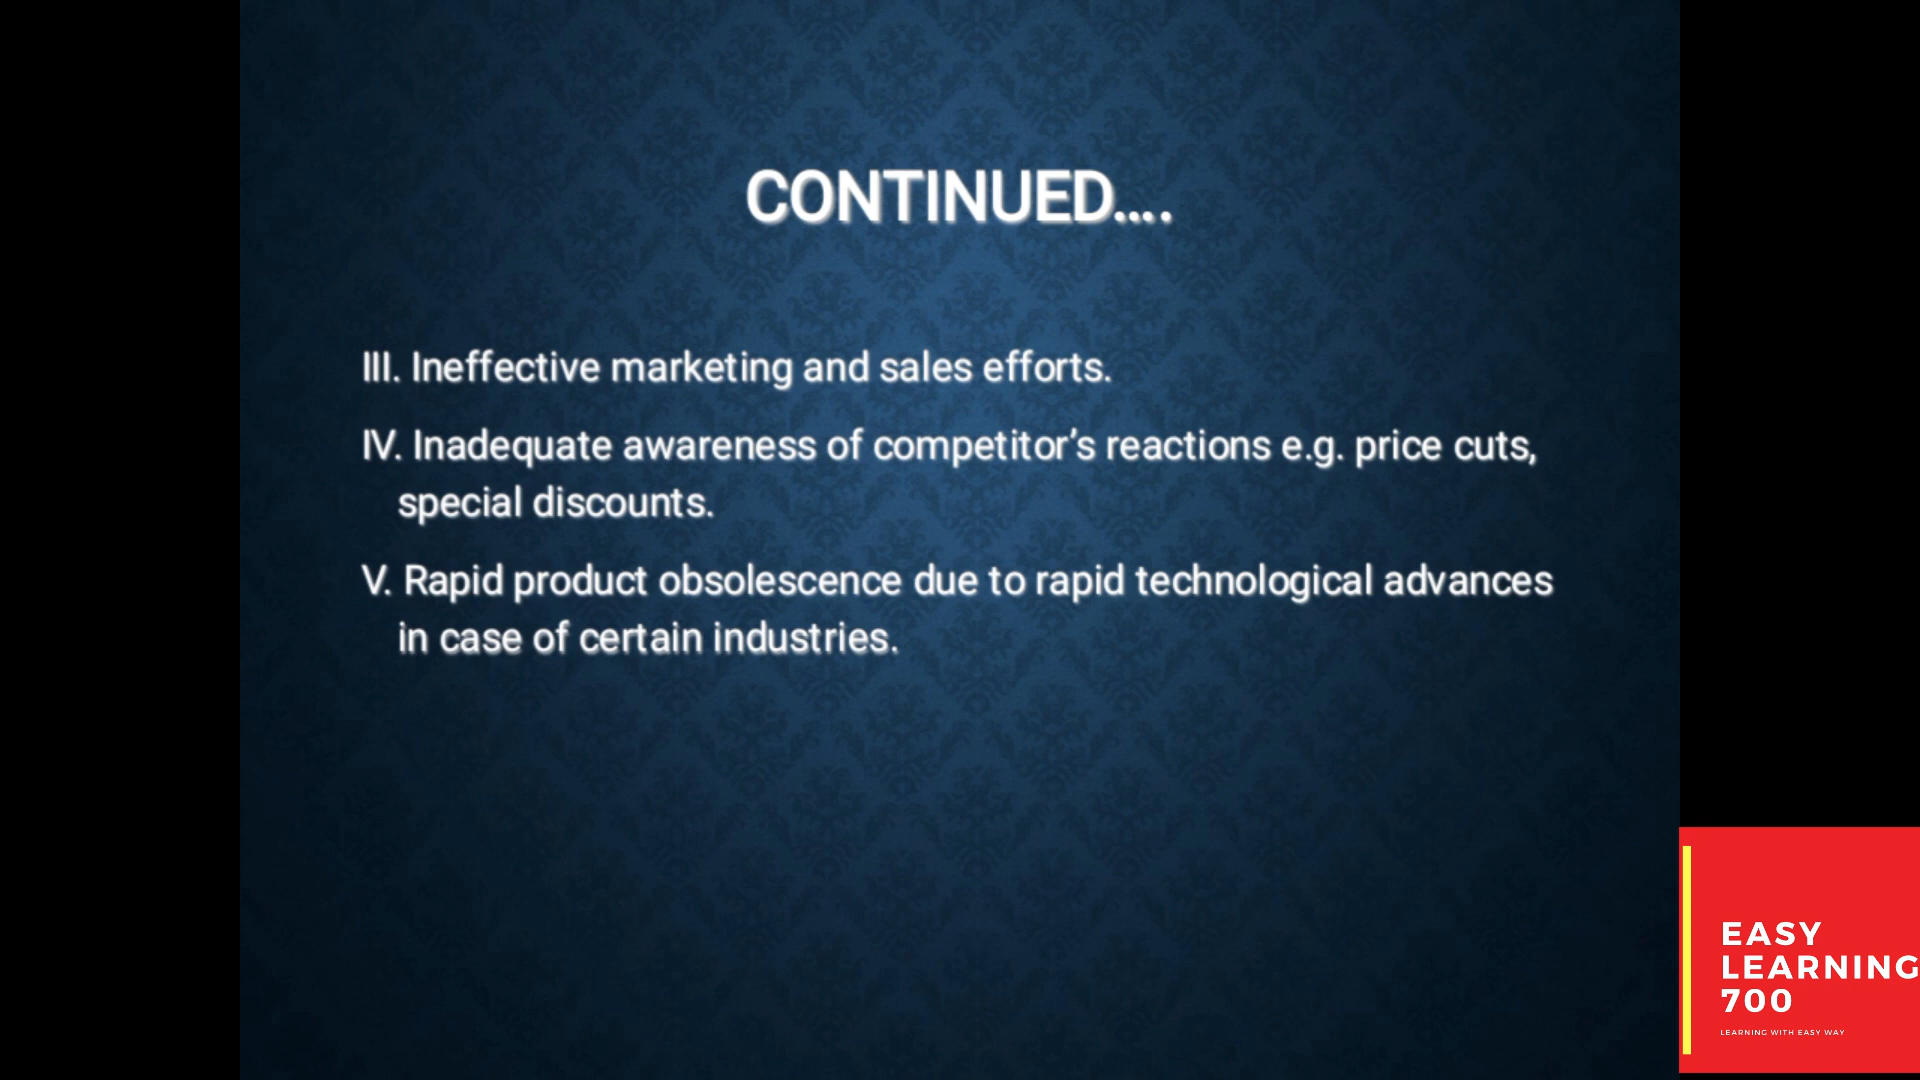 CONTINUED....
III. Ineffective marketing and sales efforts.
IV. Inadequate awareness of competitor’s reactions e.g. price cuts,
special discounts.
V. Rapid product obsolescence due to rapid technological advances
in case of certain industries.
EASY
LEARNING
700
LEARNING WITH EASY WAY